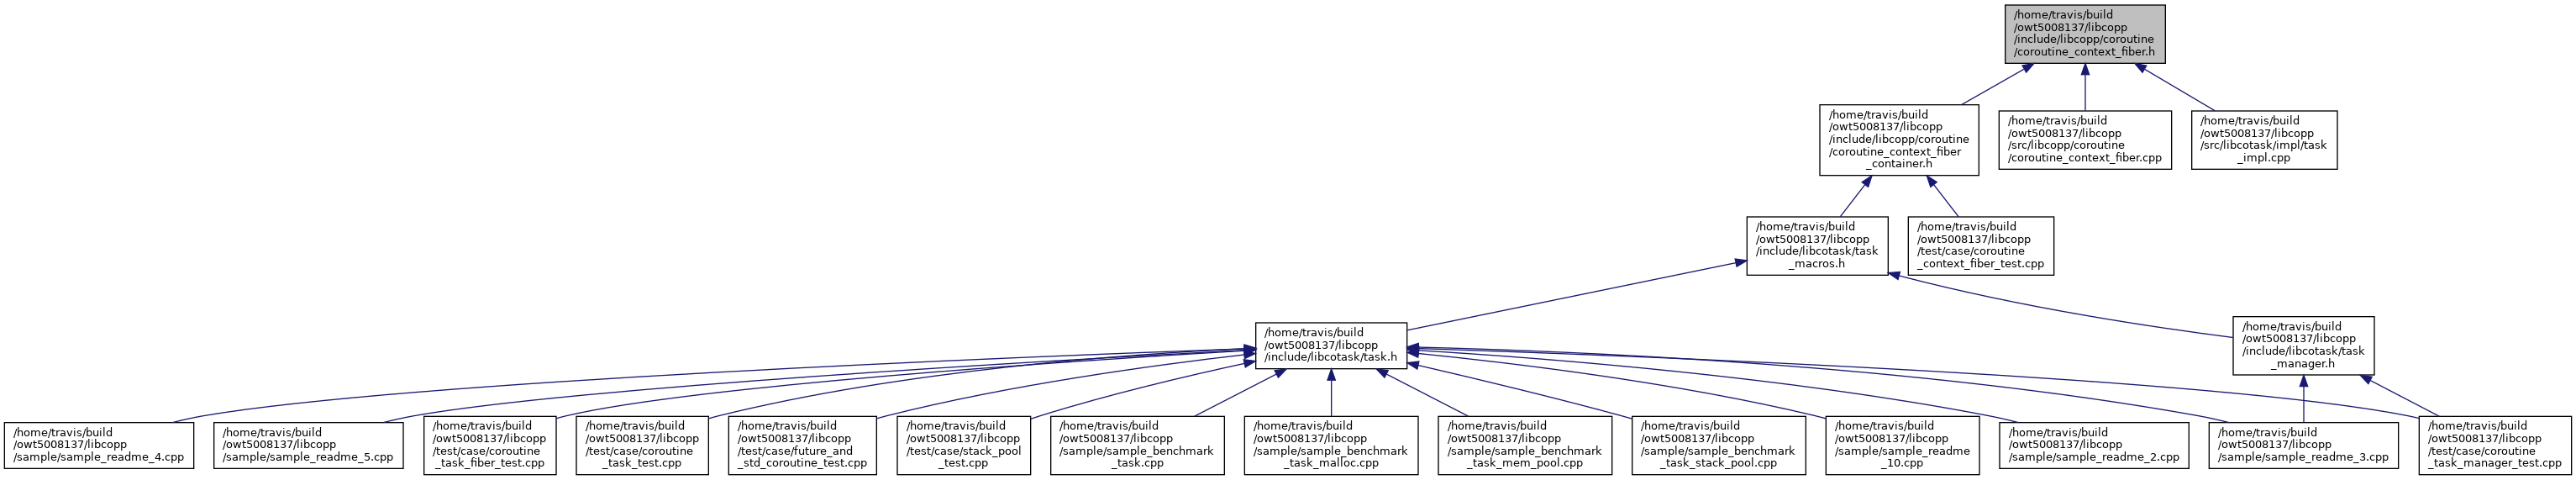 /home/travis/build
/owt5008137/libcopp
/include/libcopp/coroutine
/coroutine_context_fiber.h
/home/travis/build
/owt5008137/libcopp
/include/libcopp/coroutine
/coroutine_context_fiber
_container.h
/home/travis/build
/owt5008137/libcopp
/src/libcopp/coroutine
/coroutine_context_fiber.cpp
/home/travis/build
/owt5008137/libcopp
/src/libcotask/impl/task
_impl.cpp
/home/travis/build
/owt5008137/libcopp
/include/libcotask/task
_macros.h
/home/travis/build
/owt5008137/libcopp
/test/case/coroutine
_context_fiber_test.cpp
/home/travis/build
/owt5008137/libcopp
/include/libcotask/task.h
/home/travis/build
/owt5008137/libcopp
/include/libcotask/task
_manager.h
/home/travis/build
/owt5008137/libcopp
/sample/sample_readme_4.cpp
/home/travis/build
/owt5008137/libcopp
/sample/sample_readme_5.cpp
/home/travis/build
/owt5008137/libcopp
/test/case/coroutine
_task_fiber_test.cpp
/home/travis/build
/owt5008137/libcopp
/test/case/coroutine
_task_test.cpp
/home/travis/build
/owt5008137/libcopp
/test/case/future_and
_std_coroutine_test.cpp
/home/travis/build
/owt5008137/libcopp
/test/case/stack_pool
_test.cpp
/home/travis/build
/owt5008137/libcopp
/sample/sample_benchmark
_task.cpp
/home/travis/build
/owt5008137/libcopp
/sample/sample_benchmark
_task_malloc.cpp
/home/travis/build
/owt5008137/libcopp
/sample/sample_benchmark
_task_mem_pool.cpp
/home/travis/build
/owt5008137/libcopp
/sample/sample_benchmark
_task_stack_pool.cpp
/home/travis/build
/owt5008137/libcopp
/sample/sample_readme
_10.cpp
/home/travis/build
/owt5008137/libcopp
/sample/sample_readme_2.cpp
/home/travis/build
/owt5008137/libcopp
/sample/sample_readme_3.cpp
/home/travis/build
/owt5008137/libcopp
/test/case/coroutine
_task_manager_test.cpp